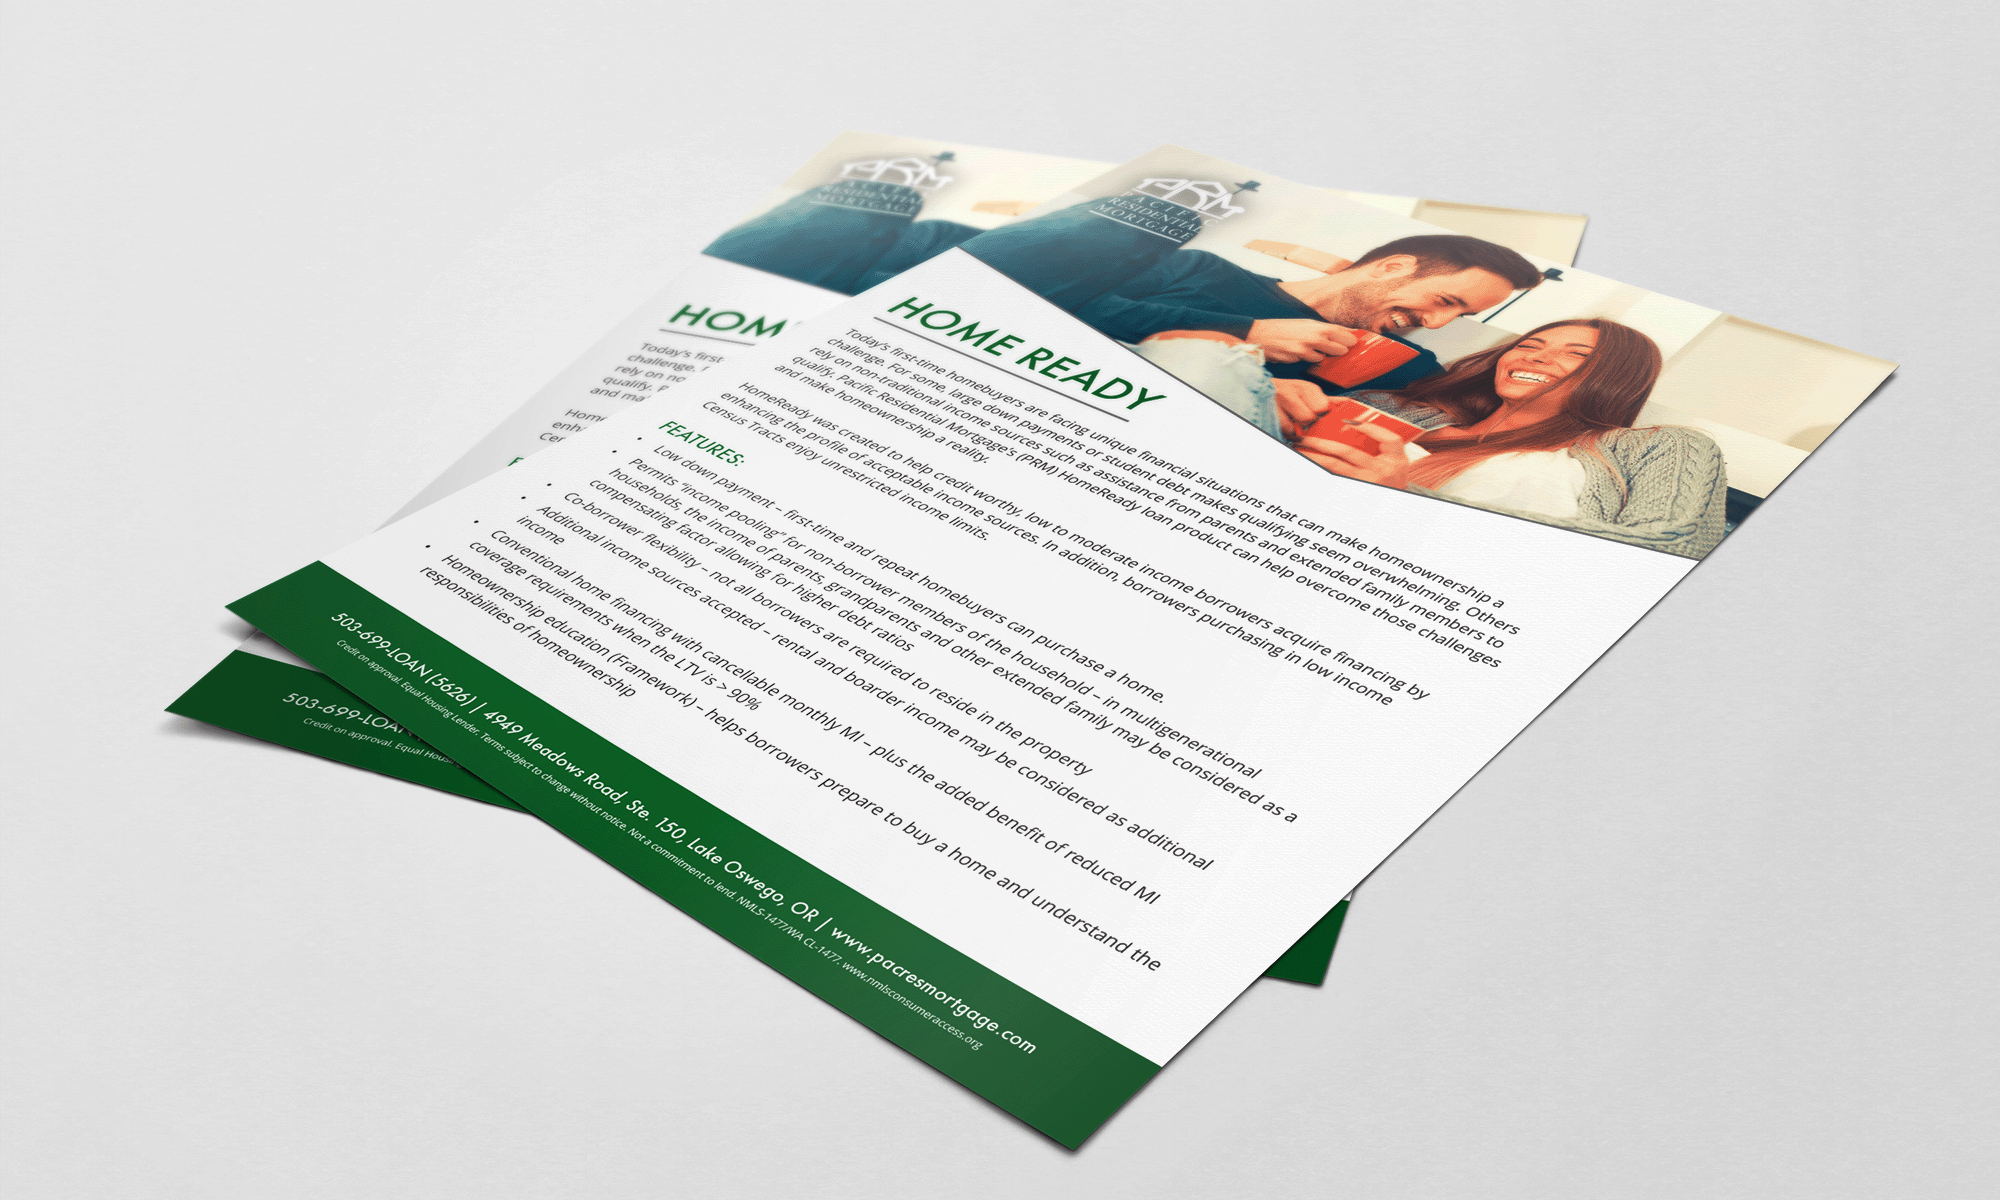 PRM
PACIFIC
RESIDENTIAL
MORTGAGE
PRM
PACIFIC
RESIDENTIAL
MORTGAGE
HOME READY
Today's first-time homebuyers are facing unique financial situations that can make homeownership a
challenge. For some, large down payments or student debt makes qualifying seem overwhelming. Others
rely on non-traditional income sources such as assistance from parents and extended family members to
qualify. Pacific Residential Mortgage's (PRM) HomeReady loan product can help overcome those challenges
and make homeownership a reality.
HomeReady was created to help credit worthy, low to moderate income borrowers acquire financing by
enhancing the profile of acceptable income sources. In addition, borrowers purchasing in low income
Census Tracts enjoy unrestricted income limits.
FEATURES:
• Low down payment – first-time and repeat homebuyers can purchase a home.
• Permits "income pooling" for non-borrower members of the household – in multigenerational
households, the income of parents, grandparents and other extended family may be considered as a
compensating factor allowing for higher debt ratios
• Co-borrower flexibility – not all borrowers are required to reside in the property
• Additional income sources accepted – rental and boarder income may be considered as additional
income
• Conventional home financing with cancellable monthly MI – plus the added benefit of reduced MI
coverage requirements when the LTV is > 90%
• Homeownership education (Framework) – helps borrowers prepare to buy a home and understand the
responsibilities of homeownership
503-699-LOAN (5626) | 4949 Meadows Road, Ste. 150, Lake Oswego, OR | www.pacresmortgage.com
Credit on approval. Equal Housing Lender. Terms subject to change without notice. Not a commitment to lend. NMLS-1477/WA CL-1477. www.nmlsconsumeraccess.org
HOM
Today's first
challenge.
rely on no
qualify. P
and ma
Home
enh
Ce
F
503-699-LOAN
Credit on approval. Equal Housi